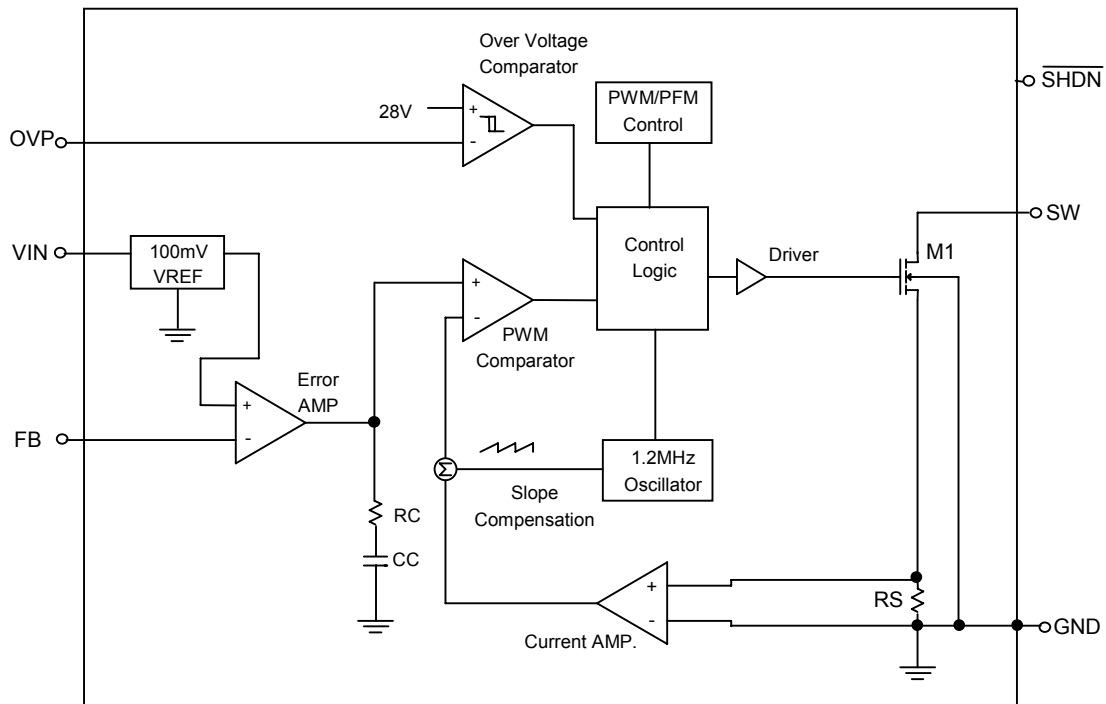 Over Voltage
Comparator
SHDN
28V
+
-
PWM/PFM
Control
OVP
SW
VIN
100mV
VREF
Control
Logic
Driver
M1
+
-
PWM
Comparator
Error
AMP
+
-
FB
Σ
1.2MHz
Oscillator
Slope
Compensation
RC
CC
+
-
RS
Current AMP.
GND